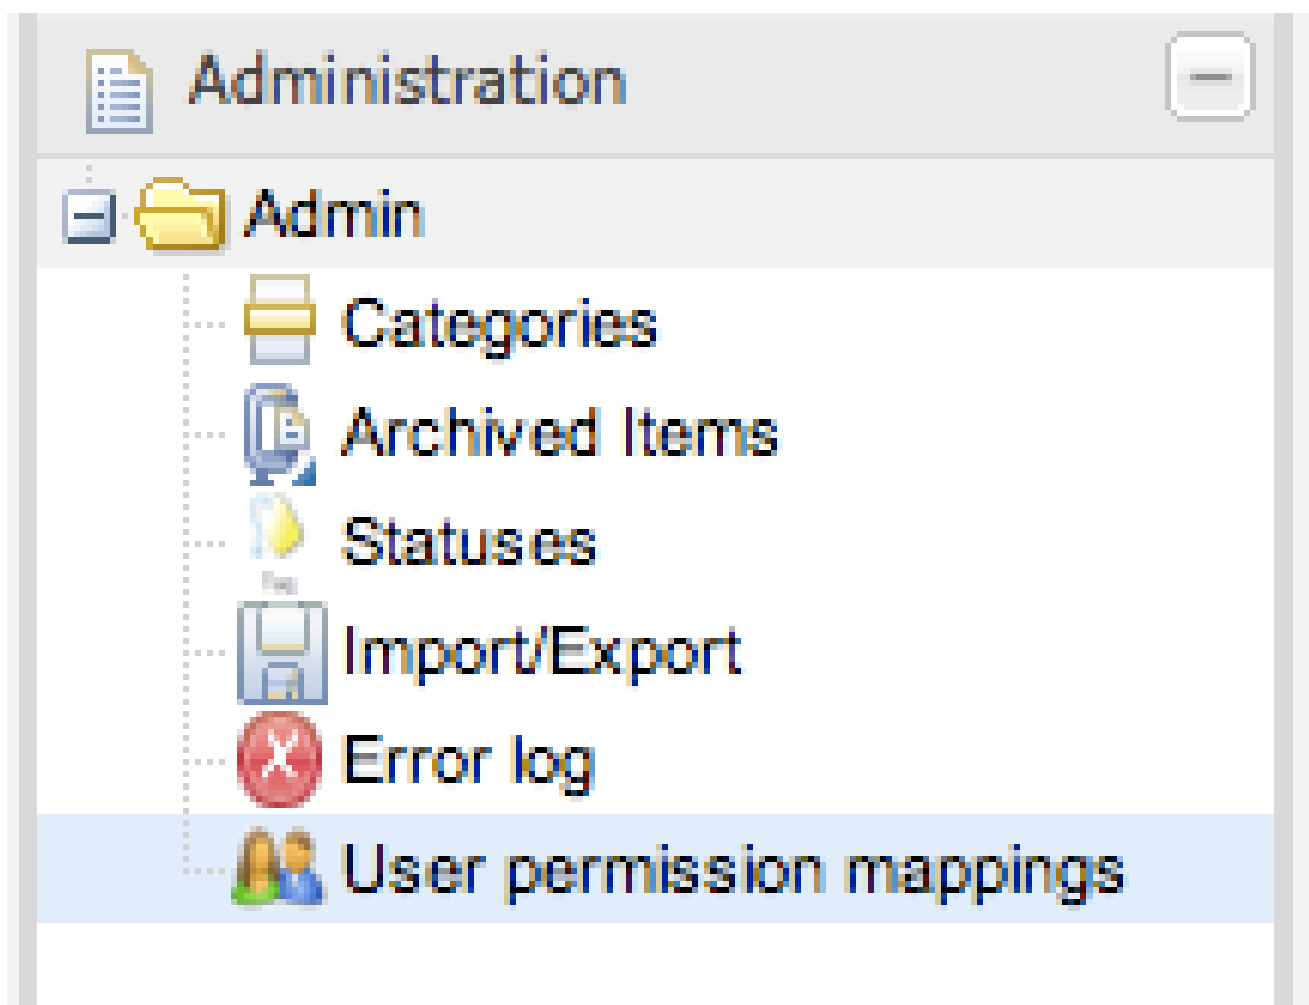 Administration
Admin
Categories
Archived Items
Statuses
Import/Export
Error log
User permission mappings